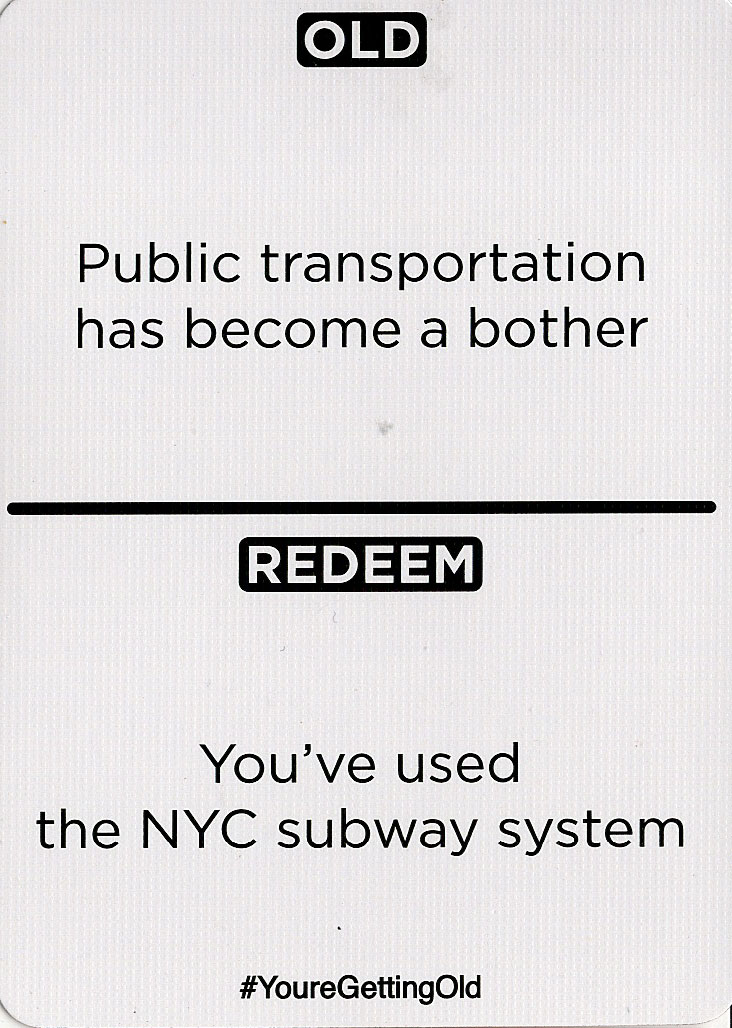 OLD
Public transportation
has become a bother
REDEEM
You've used
the NYC subway system
#YoureGettingOld